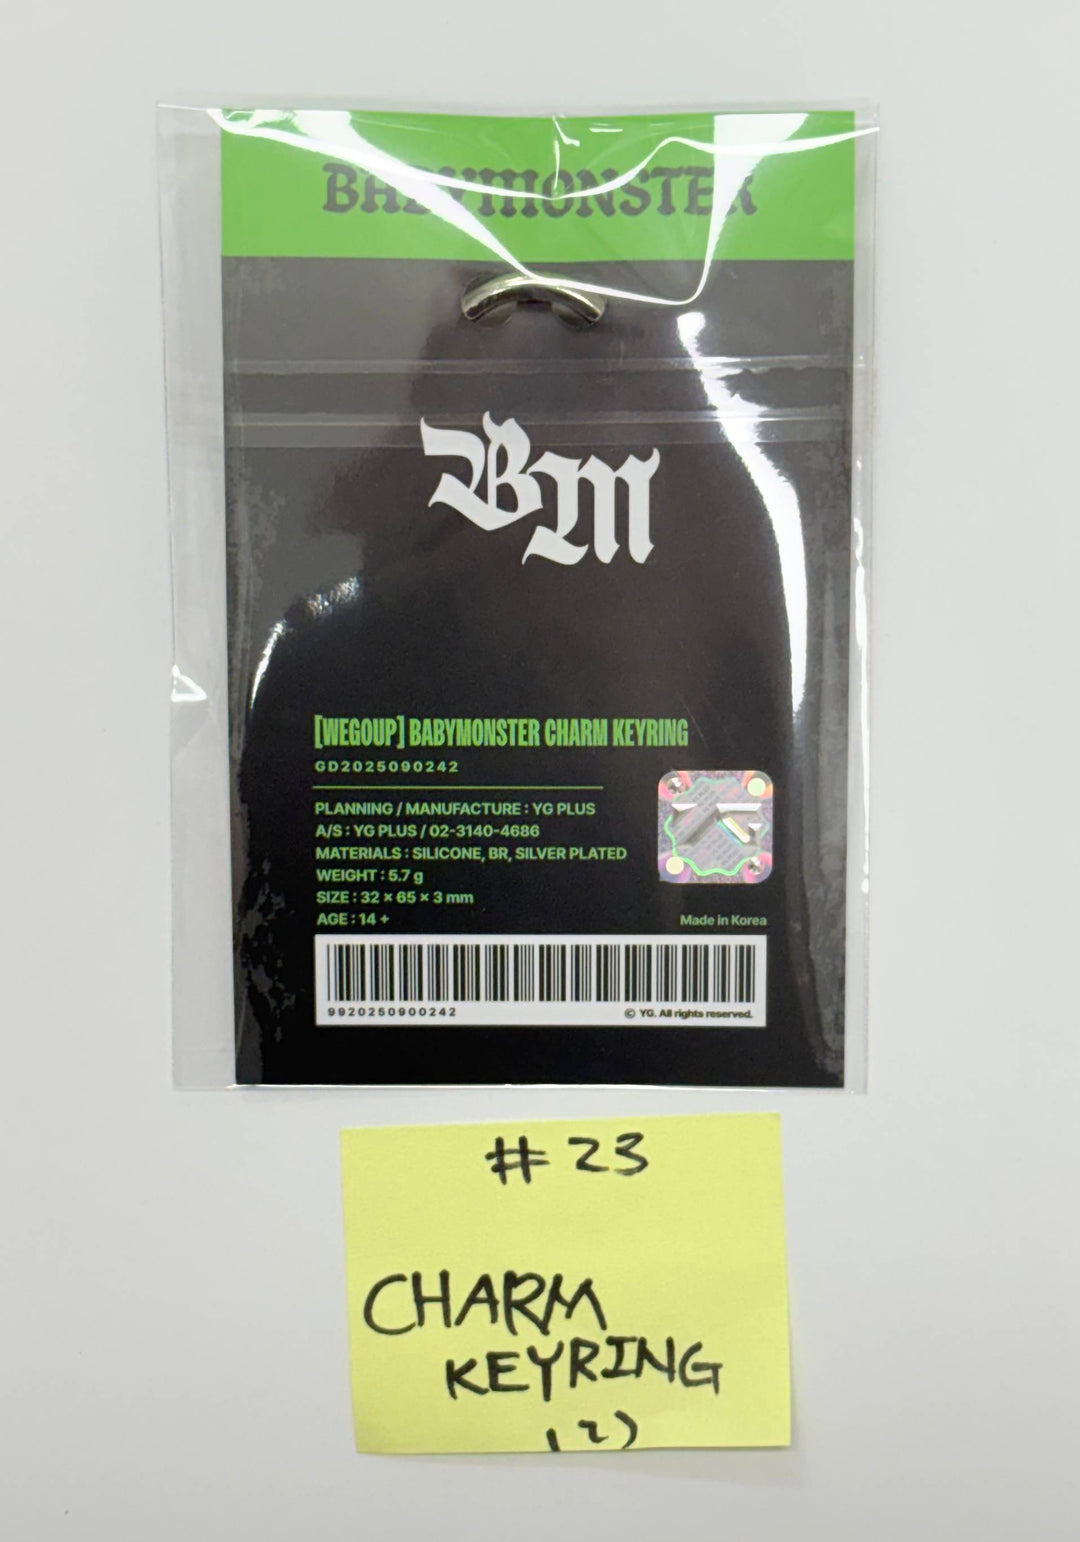 BABYMONSTER
BM
[WEGOUP] BABYMONSTER CHARM KEYRING
GD2025090242
PLANNING / MANUFACTURE : YG PLUS
A/S : YG PLUS / 02-3140-4686
MATERIALS : SILICONE, BR, SILVER PLATED
WEIGHT : 5.7 g
SIZE : 32 × 65 × 3 mm
AGE : 14 +
Made in Korea
9920250900242
© YG. All rights reserved.
#23
CHARM
KEYRING
(2)